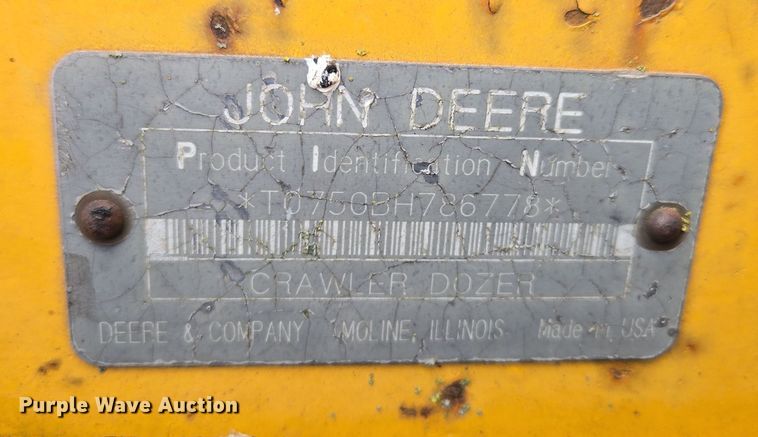 JOHN DEERE
Product Identification Number
*T0750BH786778*
CRAWLER DOZER
DEERE & COMPANY MOLINE, ILLINOIS Made in USA
Purple Wave Auction